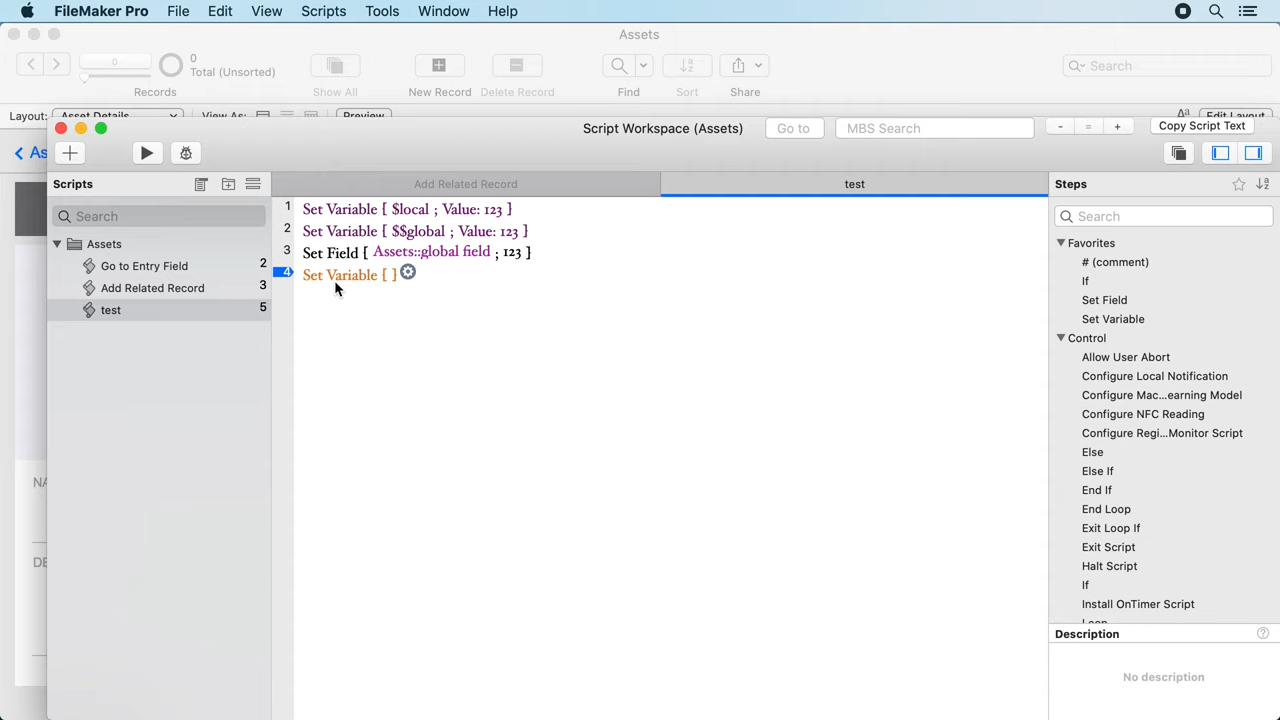 FileMaker Pro File Edit View Scripts Tools Window Help
Assets
0
0
Total (Unsorted)
Search
Records Show All New Record Delete Record Find Sort Share
Layout: Asset Details View As: Preview Aa Edit Layout
Script Workspace (Assets) Go to MBS Search - = + Copy Script Text
Scripts
Search
Assets
Go to Entry Field 2
Add Related Record 3
test 5
Add Related Record test
1 Set Variable [ $local ; Value: 123 ]
2 Set Variable [ $$global ; Value: 123 ]
3 Set Field [ Assets::global field ; 123 ]
4 Set Variable [ ]
Steps
Search
Favorites
# (comment)
If
Set Field
Set Variable
Control
Allow User Abort
Configure Local Notification
Configure Mac...earning Model
Configure NFC Reading
Configure Regi...Monitor Script
Else
Else If
End If
End Loop
Exit Loop If
Exit Script
Halt Script
If
Install OnTimer Script
Loop
Description
No description